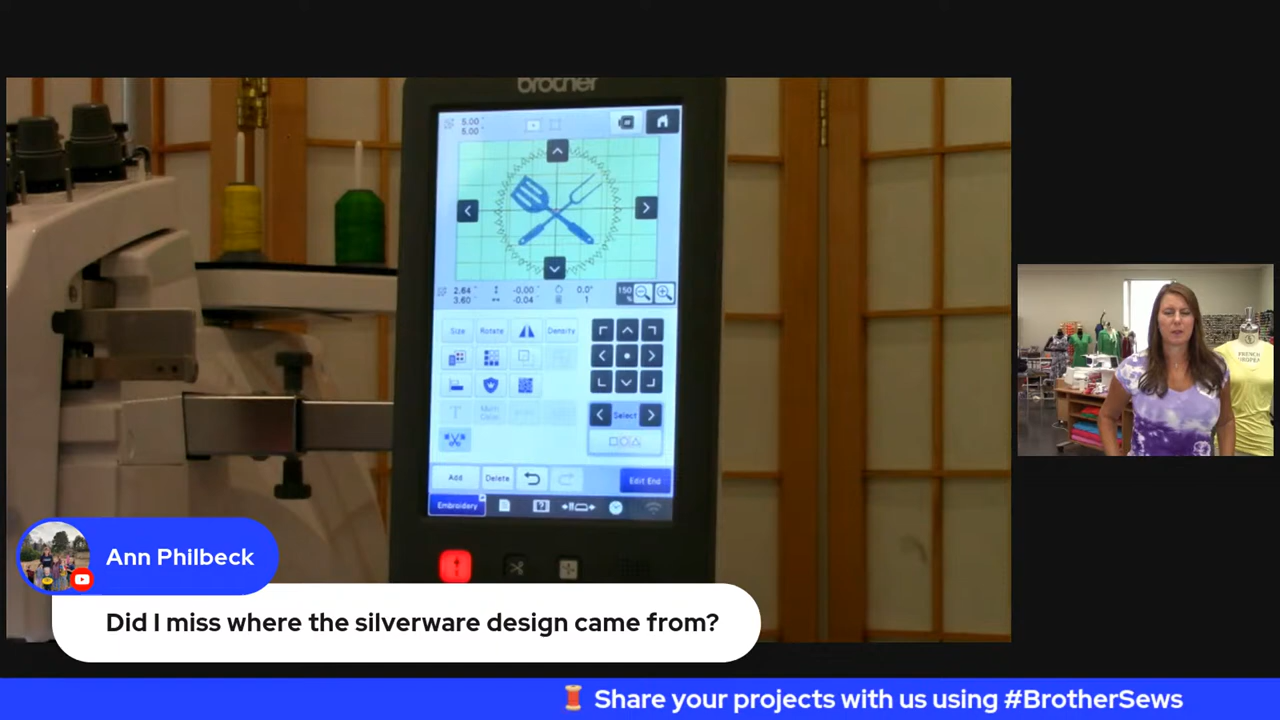 brother
5.00"
5.00"
2.64" -0.00" 0.0° 150
3.60" -0.04" 1 %
Size Rotate Density
Select
Add Delete Edit End
Embroidery
FRENCH
Ann Philbeck
Did I miss where the silverware design came from?
Share your projects with us using #BrotherSews